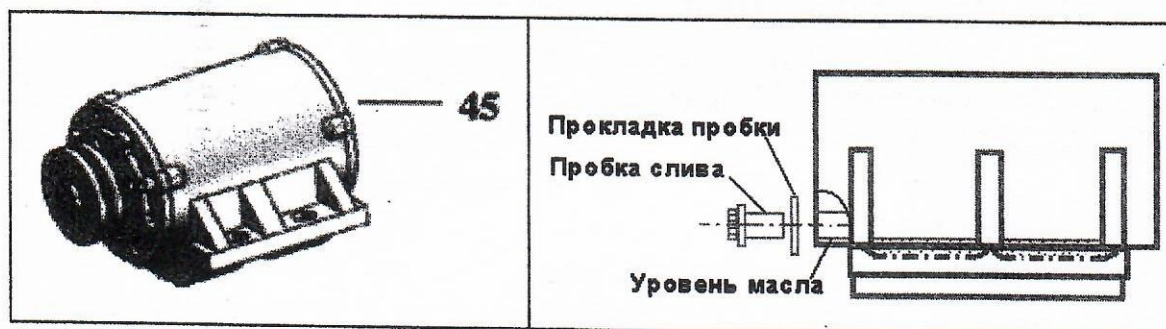 45
Прокладка пробки
Пробка слива
Уровень масла